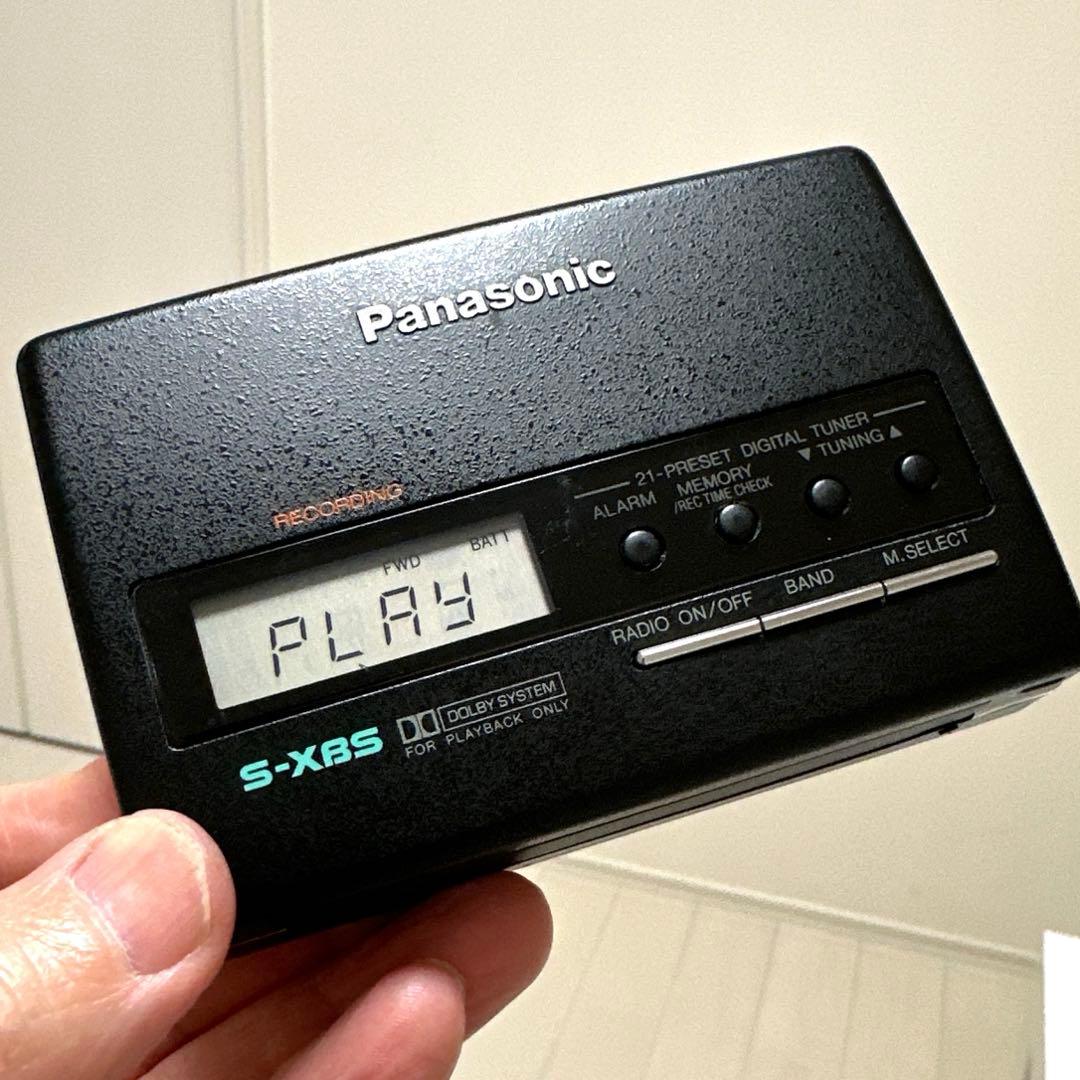 Panasonic
21-PRESET DIGITAL TUNER
ALARM MEMORY ▼ TUNING ▲
/REC TIME CHECK
RECORDING
FWD BATT
PLAY
RADIO ON/OFF BAND M.SELECT
S-XBS DOLBY SYSTEM
FOR PLAYBACK ONLY